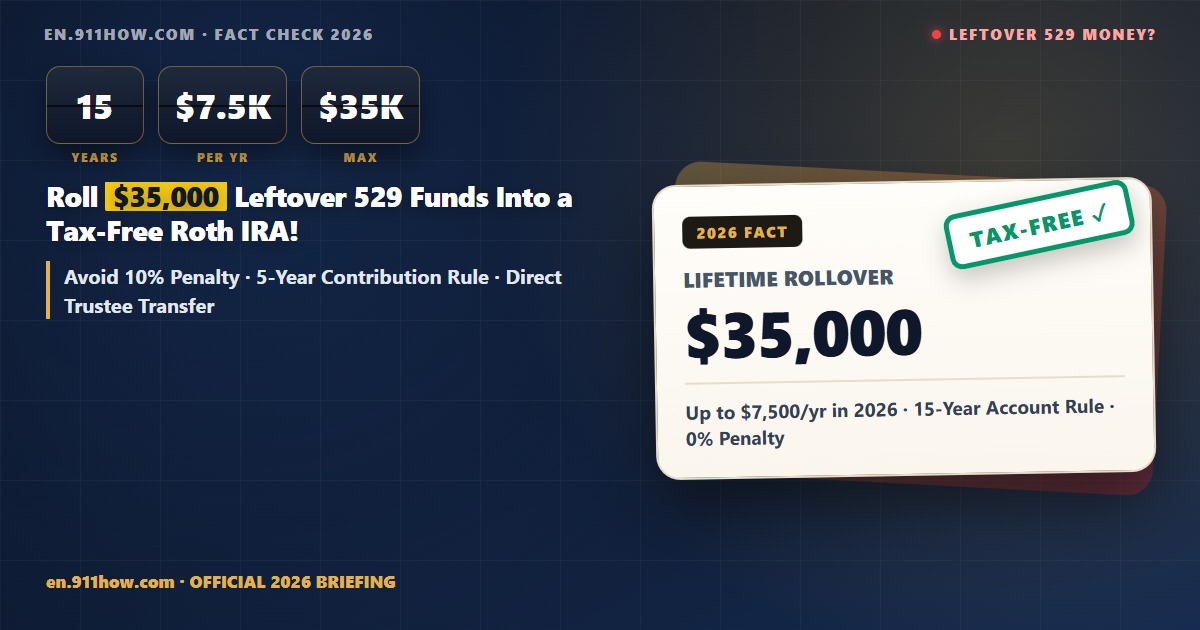 EN.911HOW.COM · FACT CHECK 2026
LEFTOVER 529 MONEY?
15
YEARS
$7.5K
PER YR
$35K
MAX
Roll $35,000 Leftover 529 Funds Into a
Tax-Free Roth IRA!
Avoid 10% Penalty · 5-Year Contribution Rule · Direct
Trustee Transfer
2026 FACT
TAX-FREE ✓
LIFETIME ROLLOVER
$35,000
Up to $7,500/yr in 2026 · 15-Year Account Rule ·
0% Penalty
en.911how.com · OFFICIAL 2026 BRIEFING